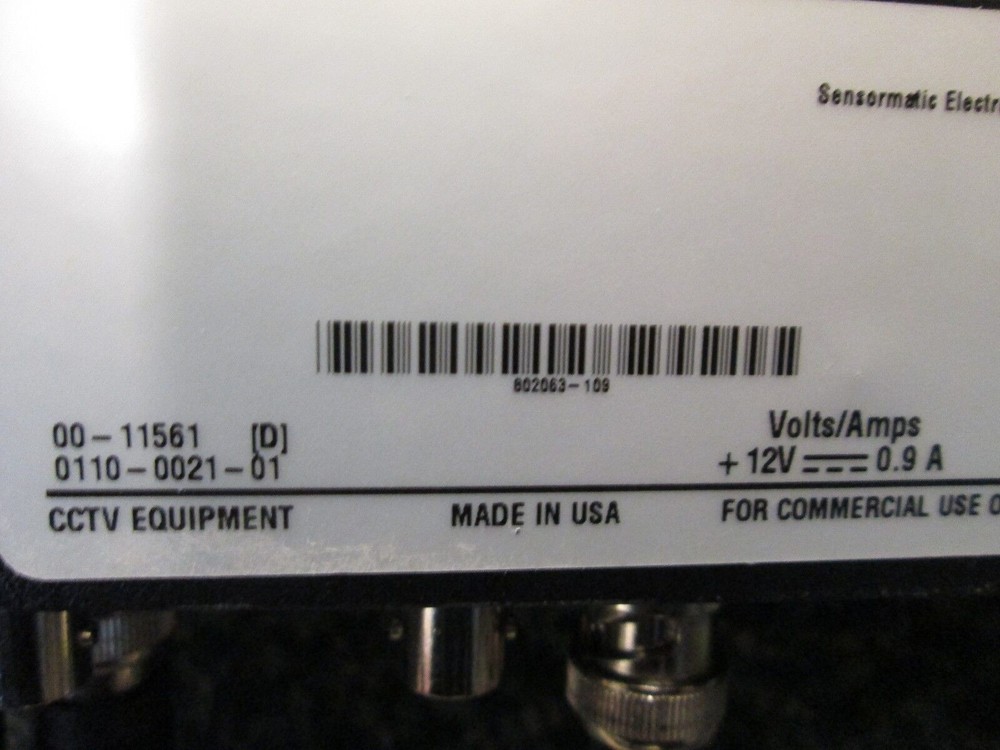 Sensormatic Electr
802063-109
00-11561 [D]
0110-0021-01
Volts/Amps
+ 12V ⎓ 0.9 A
CCTV EQUIPMENT
MADE IN USA
FOR COMMERCIAL USE O